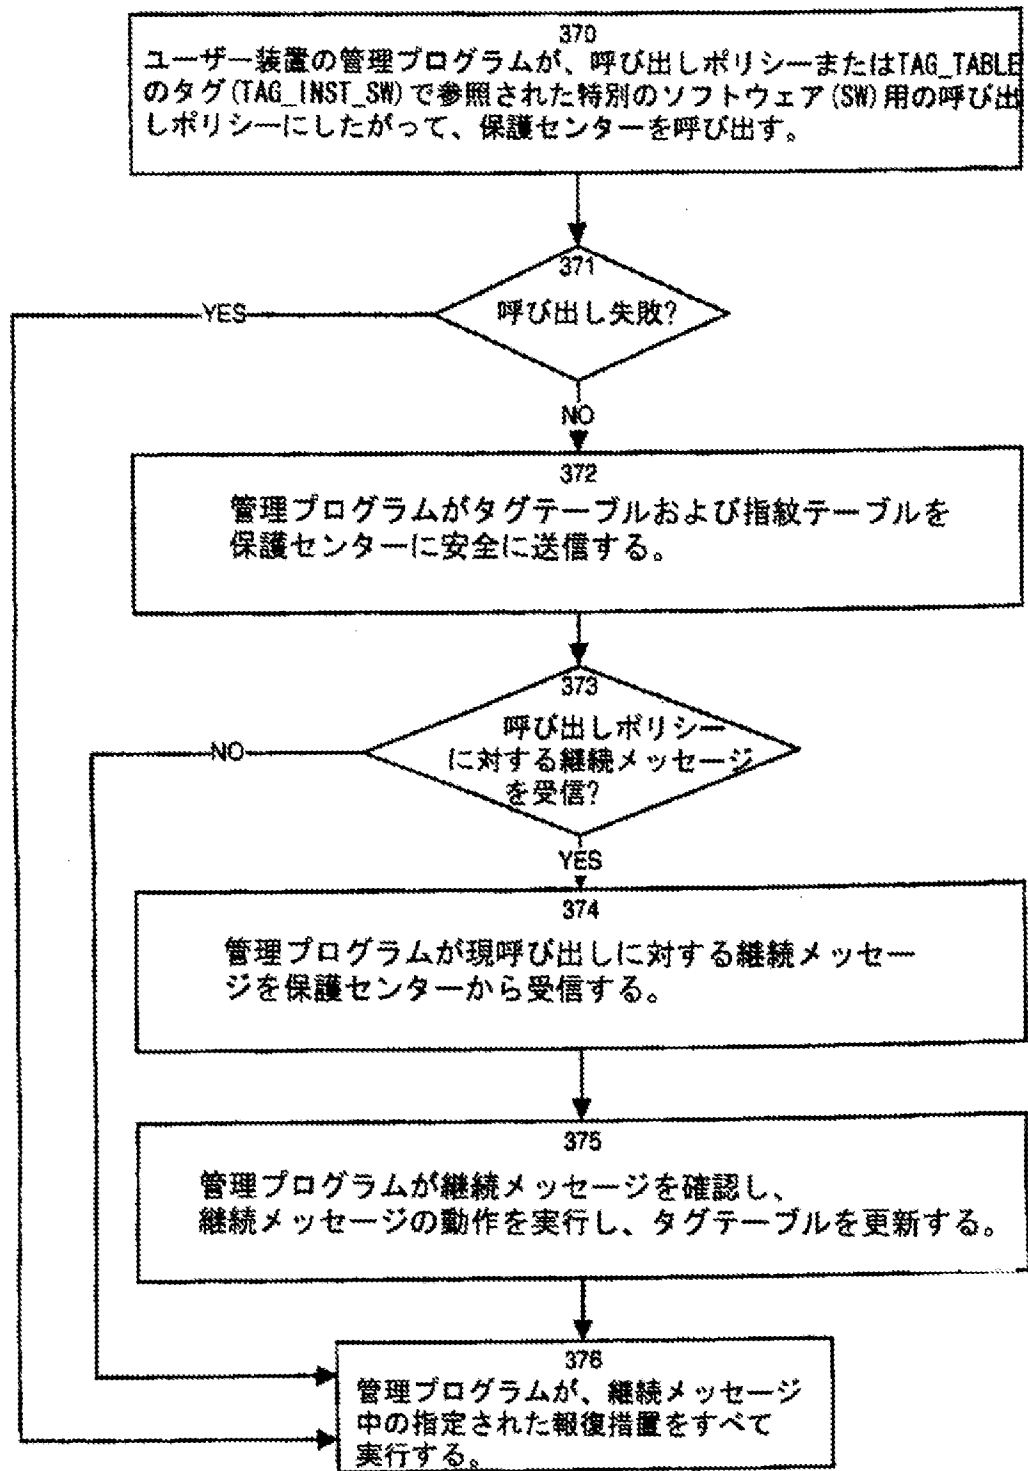 370
ユーザー装置の管理プログラムが、呼び出しポリシーまたはTAG_TABLE
のタグ(TAG_INST_SW)で参照された特別のソフトウェア(SW)用の呼び出
しポリシーにしたがって、保護センターを呼び出す。
371
呼び出し失敗?
YES
NO
372
管理プログラムがタグテーブルおよび指紋テーブルを
保護センターに安全に送信する。
373
呼び出しポリシー
に対する継続メッセージ
を受信?
NO
YES
374
管理プログラムが現呼び出しに対する継続メッセー
ジを保護センターから受信する。
375
管理プログラムが継続メッセージを確認し、
継続メッセージの動作を実行し、タグテーブルを更新する。
376
管理プログラムが、継続メッセージ
中の指定された報復措置をすべて
実行する。